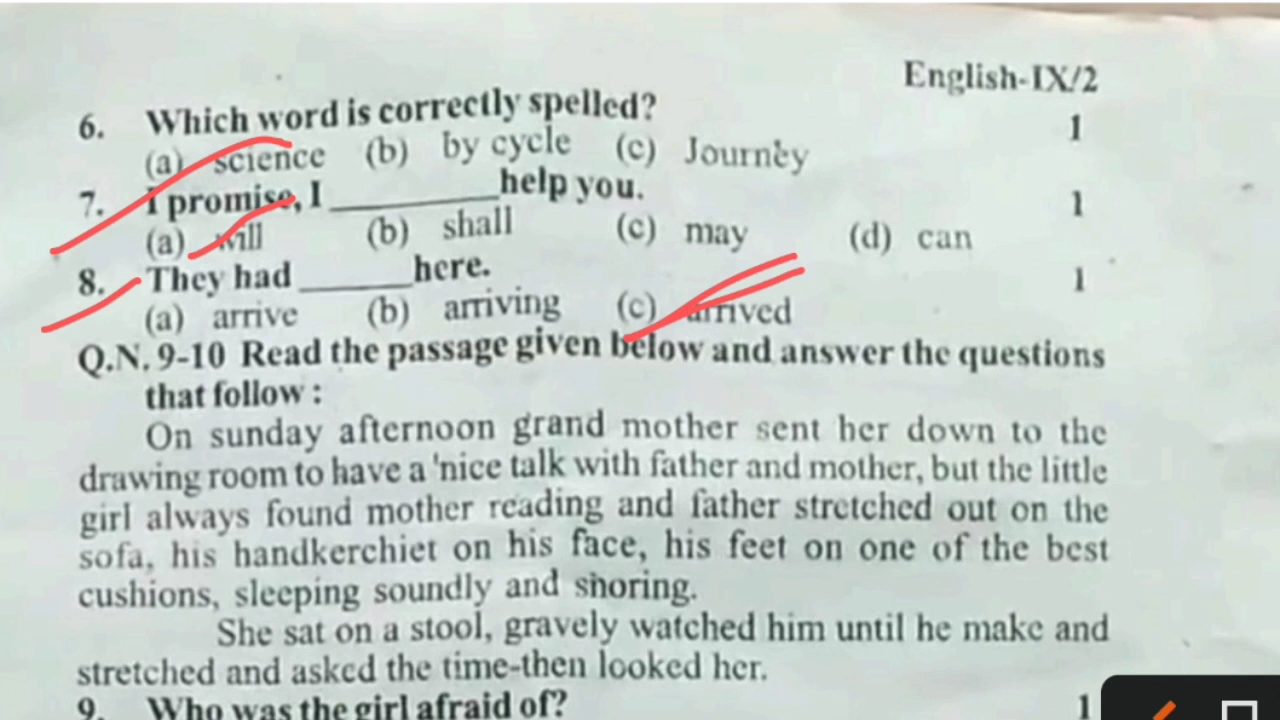 English-IX/2
6. Which word is correctly spelled? 1
(a) science (b) by cycle (c) Journey
7. I promise, I ________ help you. 1
(a) will (b) shall (c) may (d) can
8. They had ______ here. 1
(a) arrive (b) arriving (c) arrived
Q.N. 9-10 Read the passage given below and answer the questions
that follow :
On sunday afternoon grand mother sent her down to the
drawing room to have a 'nice talk with father and mother, but the little
girl always found mother reading and father stretched out on the
sofa, his handkerchiet on his face, his feet on one of the best
cushions, sleeping soundly and snoring.
She sat on a stool, gravely watched him until he make and
stretched and asked the time-then looked her.
9. Who was the girl afraid of? 1